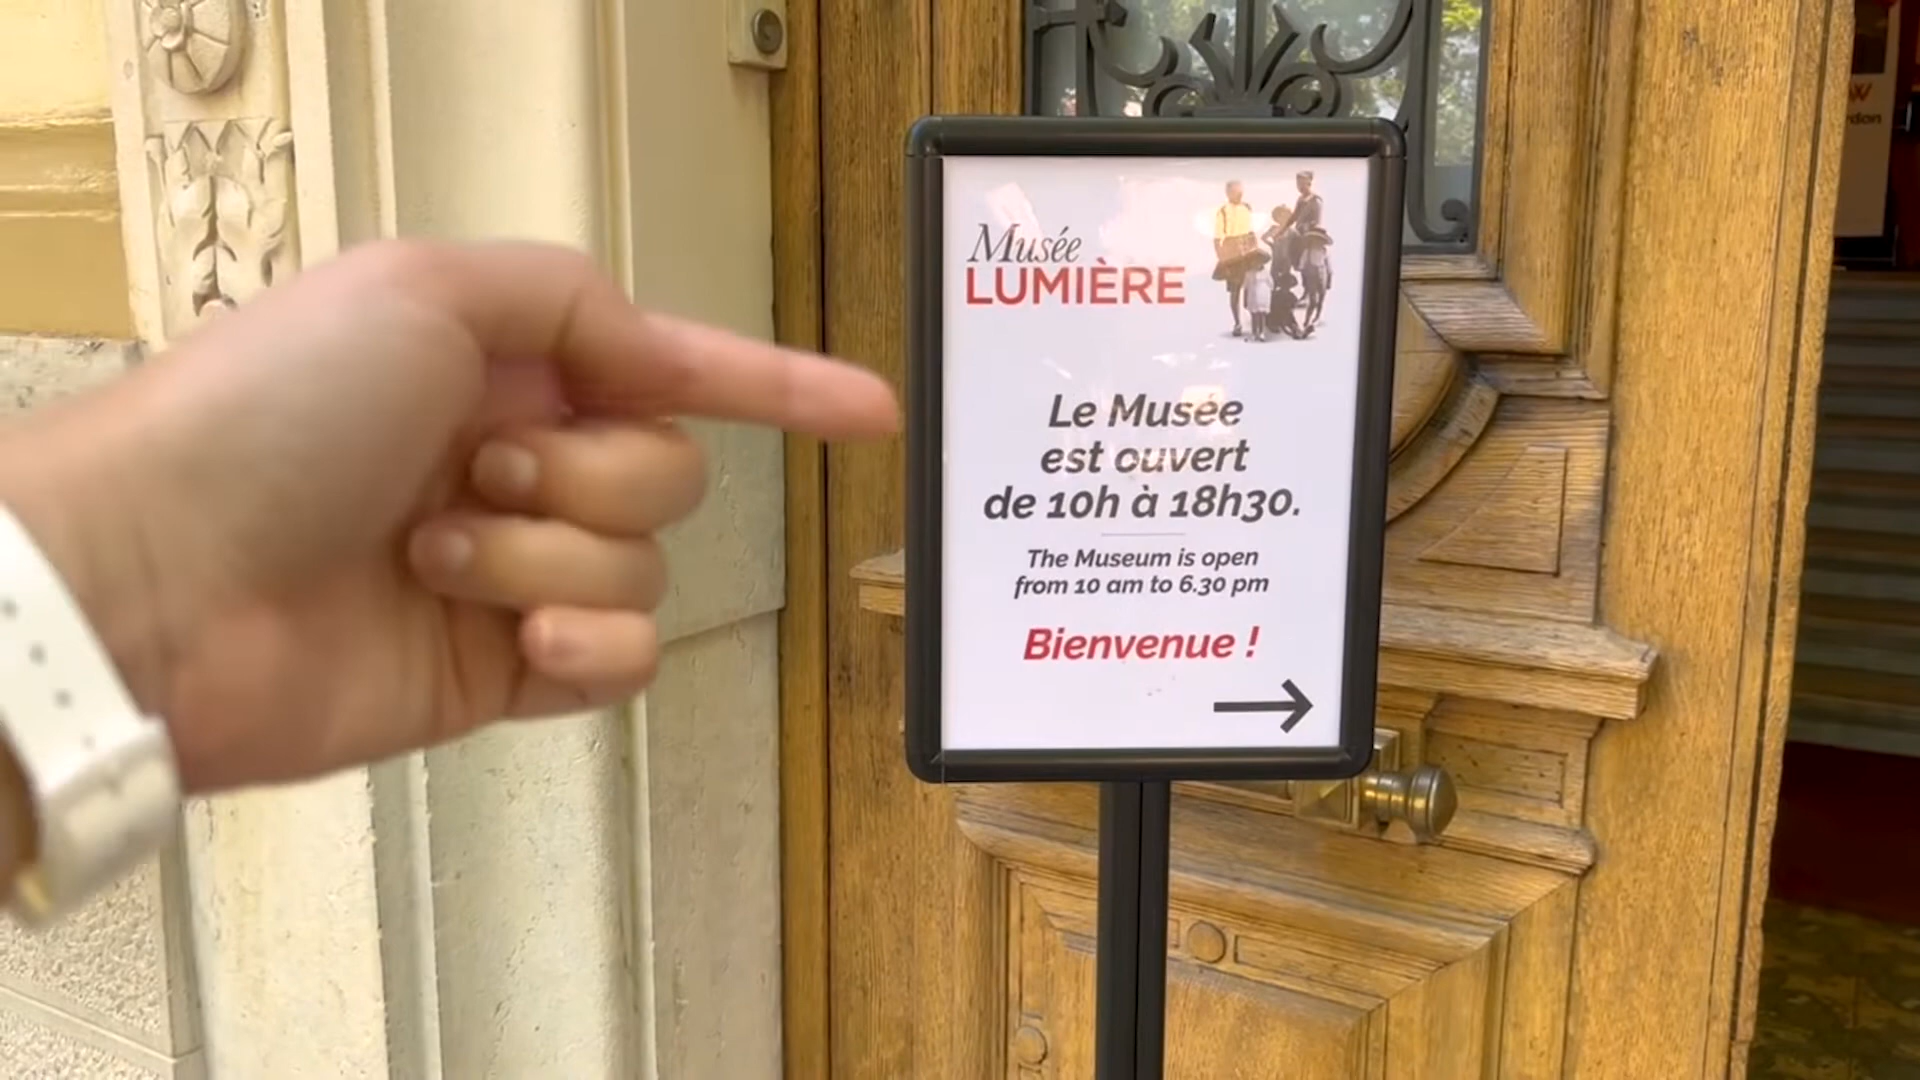 Musée
LUMIÈRE
Le Musée
est ouvert
de 10h à 18h30.
The Museum is open
from 10 am to 6.30 pm
Bienvenue !